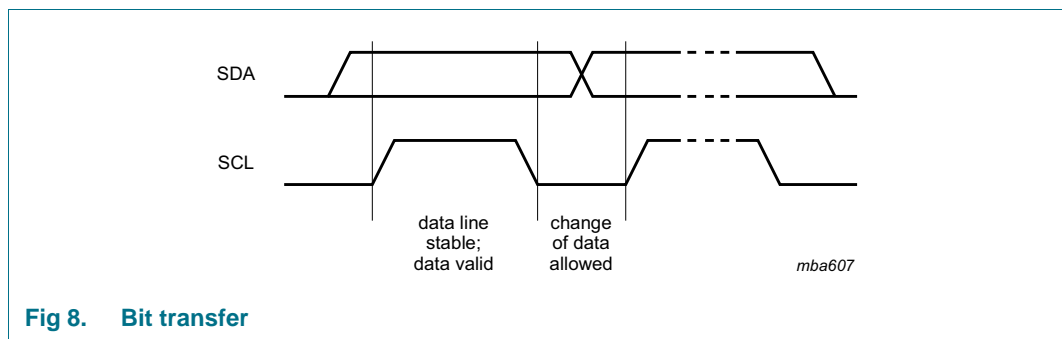 SDA
SCL
data line
stable;
data valid
change
of data
allowed
mba607
Fig 8. Bit transfer